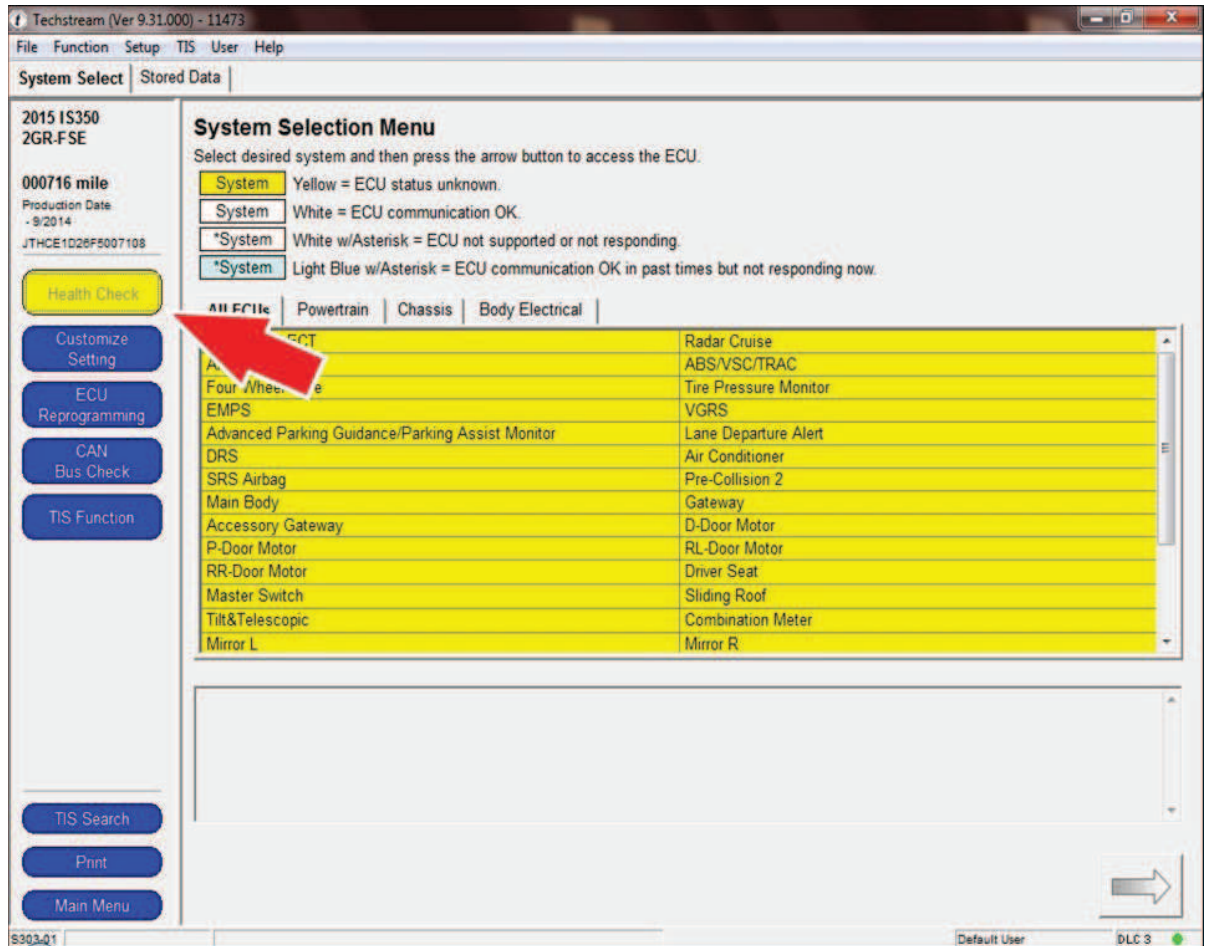 Techstream (Ver 9.31.000) - 11473
File Function Setup TIS User Help
System Select Stored Data
2015 IS350
2GR-FSE
000716 mile
Production Date
- 9/2014
JTHCE1D26F5007108
Health Check
Customize
Setting
ECU
Reprogramming
CAN
Bus Check
TIS Function
TIS Search
Print
Main Menu
System Selection Menu
Select desired system and then press the arrow button to access the ECU.
System Yellow = ECU status unknown.
System White = ECU communication OK.
*System White w/Asterisk = ECU not supported or not responding.
*System Light Blue w/Asterisk = ECU communication OK in past times but not responding now.
All ECUs Powertrain Chassis Body Electrical
ECT Radar Cruise
ABS/VSC/TRAC
Four Tire Pressure Monitor
EMPS VGRS
Advanced Parking Guidance/Parking Assist Monitor Lane Departure Alert
DRS Air Conditioner
SRS Airbag Pre-Collision 2
Main Body Gateway
Accessory Gateway D-Door Motor
P-Door Motor RL-Door Motor
RR-Door Motor Driver Seat
Master Switch Sliding Roof
Tilt&Telescopic Combination Meter
Mirror L Mirror R
S303-01 Default User DLC 3